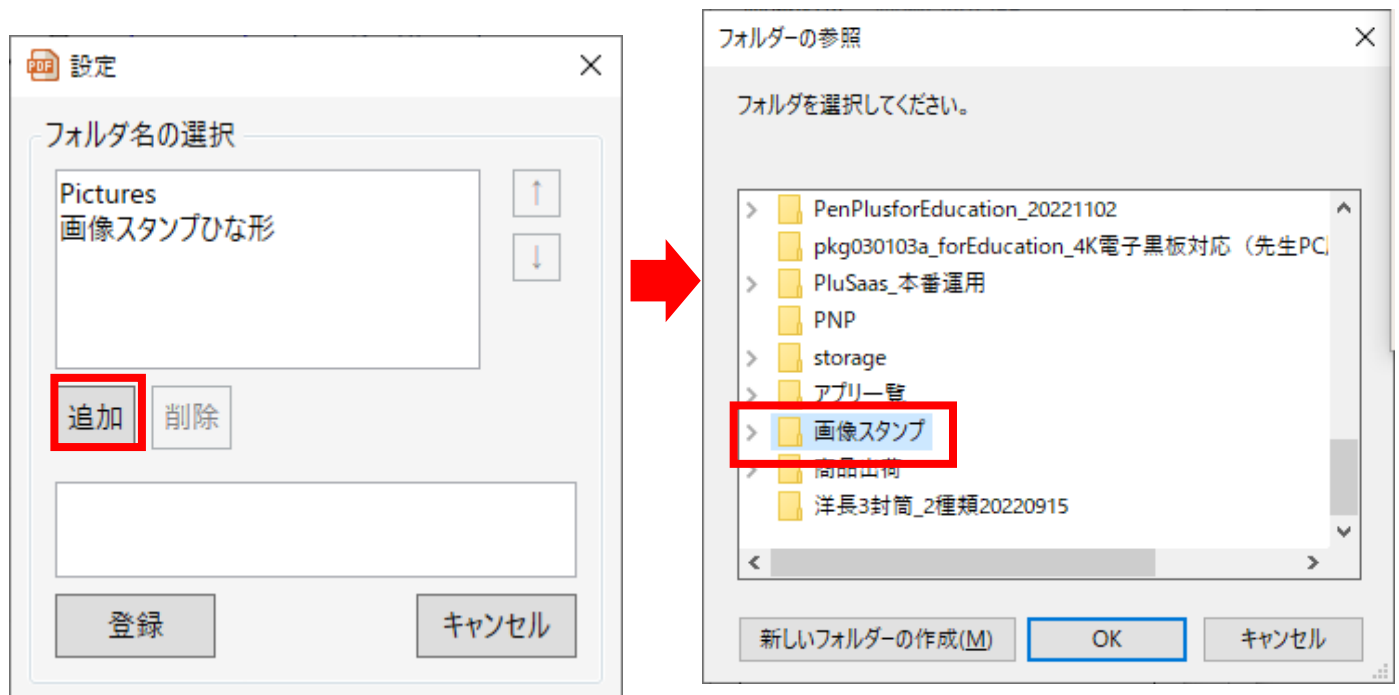 設定
フォルダ名の選択
Pictures
画像スタンプひな形
↑
↓
追加 削除
登録 キャンセル
フォルダーの参照
フォルダを選択してください。
PenPlusforEducation_20221102
pkg030103a_forEducation_4K電子黒板対応（先生PC
PluSaas_本番運用
PNP
storage
アプリ一覧
画像スタンプ
商品出荷
洋長3封筒_2種類20220915
新しいフォルダーの作成(M) OK キャンセル